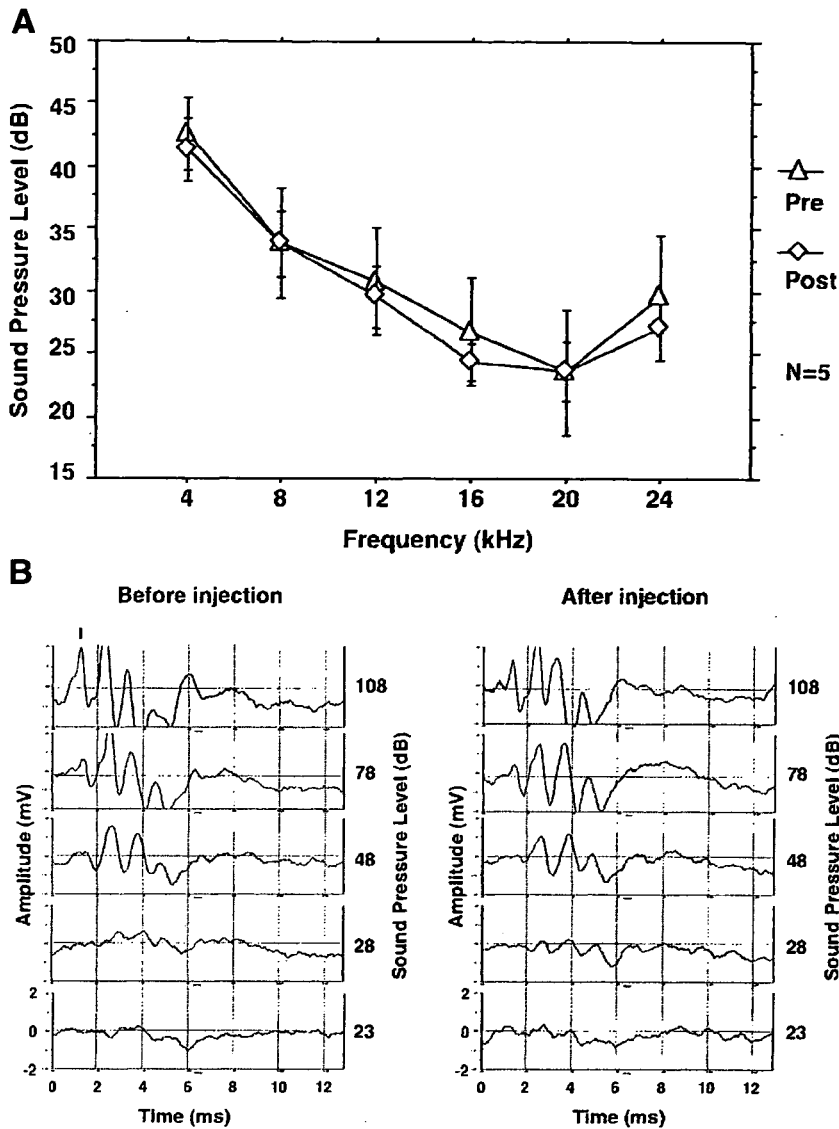 A
Sound Pressure Level (dB)
50
45
40
35
30
25
20
15
4 8 12 16 20 24
Frequency (kHz)
Pre
Post
N=5
B
Before injection
I
Amplitude (mV)
108
78
48
28
23
Sound Pressure Level (dB)
2
0
-2
0 2 4 6 8 10 12
Time (ms)
After injection
Amplitude (mV)
108
78
48
28
23
Sound Pressure Level (dB)
2
0
-2
0 2 4 6 8 10 12
Time (ms)